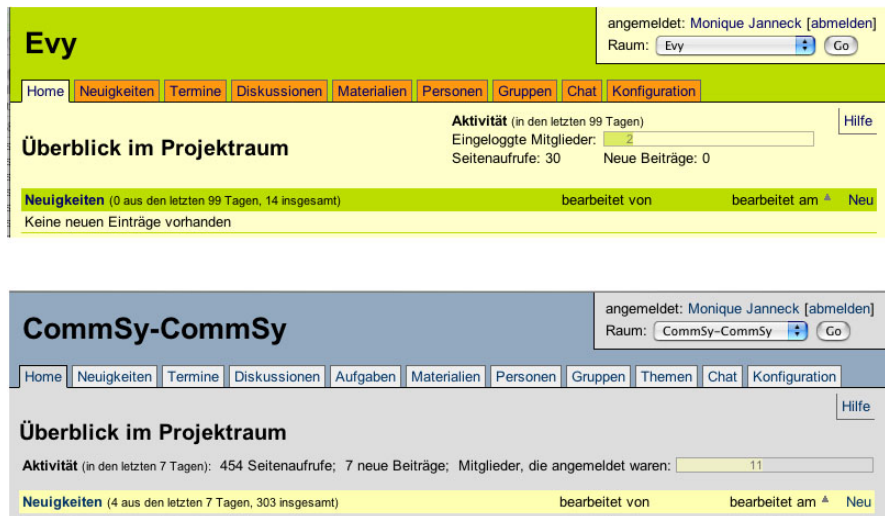 angemeldet: Monique Janneck [abmelden]
Evy
Raum: Evy Go
Home Neuigkeiten Termine Diskussionen Materialien Personen Gruppen Chat Konfiguration
Aktivität (in den letzten 99 Tagen) Hilfe
Überblick im Projektraum
Eingeloggte Mitglieder: 2
Seitenaufrufe: 30 Neue Beiträge: 0
Neuigkeiten (0 aus den letzten 99 Tagen, 14 insgesamt) bearbeitet von bearbeitet am Neu
Keine neuen Einträge vorhanden
angemeldet: Monique Janneck [abmelden]
CommSy-CommSy
Raum: CommSy-CommSy Go
Home Neuigkeiten Termine Diskussionen Aufgaben Materialien Personen Gruppen Themen Chat Konfiguration
Hilfe
Überblick im Projektraum
Aktivität (in den letzten 7 Tagen): 454 Seitenaufrufe; 7 neue Beiträge; Mitglieder, die angemeldet waren: 11
Neuigkeiten (4 aus den letzten 7 Tagen, 303 insgesamt) bearbeitet von bearbeitet am Neu